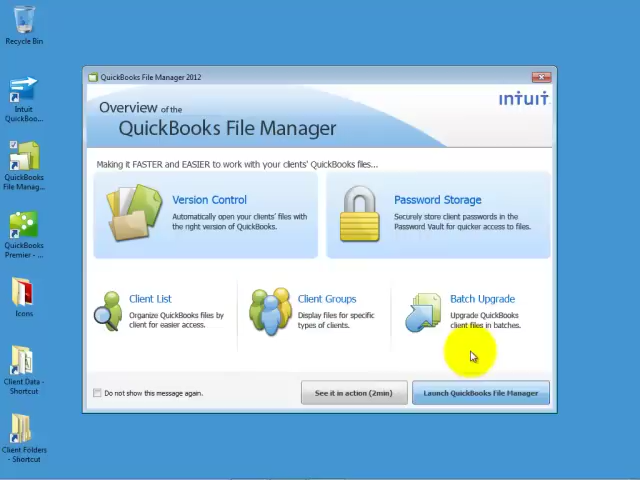 Recycle Bin
Intuit
QuickBoo...
QuickBooks
File Manag...
QuickBooks
Premier - ...
Icons
Client Data -
Shortcut
Client Folders
- Shortcut
QuickBooks File Manager 2012
Overview of the
QuickBooks File Manager
INTUIT
Making it FASTER and EASIER to work with your clients' QuickBooks files...
Version Control
Automatically open your clients' files with
the right version of QuickBooks.
Password Storage
Securely store client passwords in the
Password Vault for quicker access to files.
Client List
Organize QuickBooks files by
client for easier access.
Client Groups
Display files for specific
types of clients.
Batch Upgrade
Upgrade QuickBooks
client files in batches.
Do not show this message again.
See it in action (2min)
Launch QuickBooks File Manager